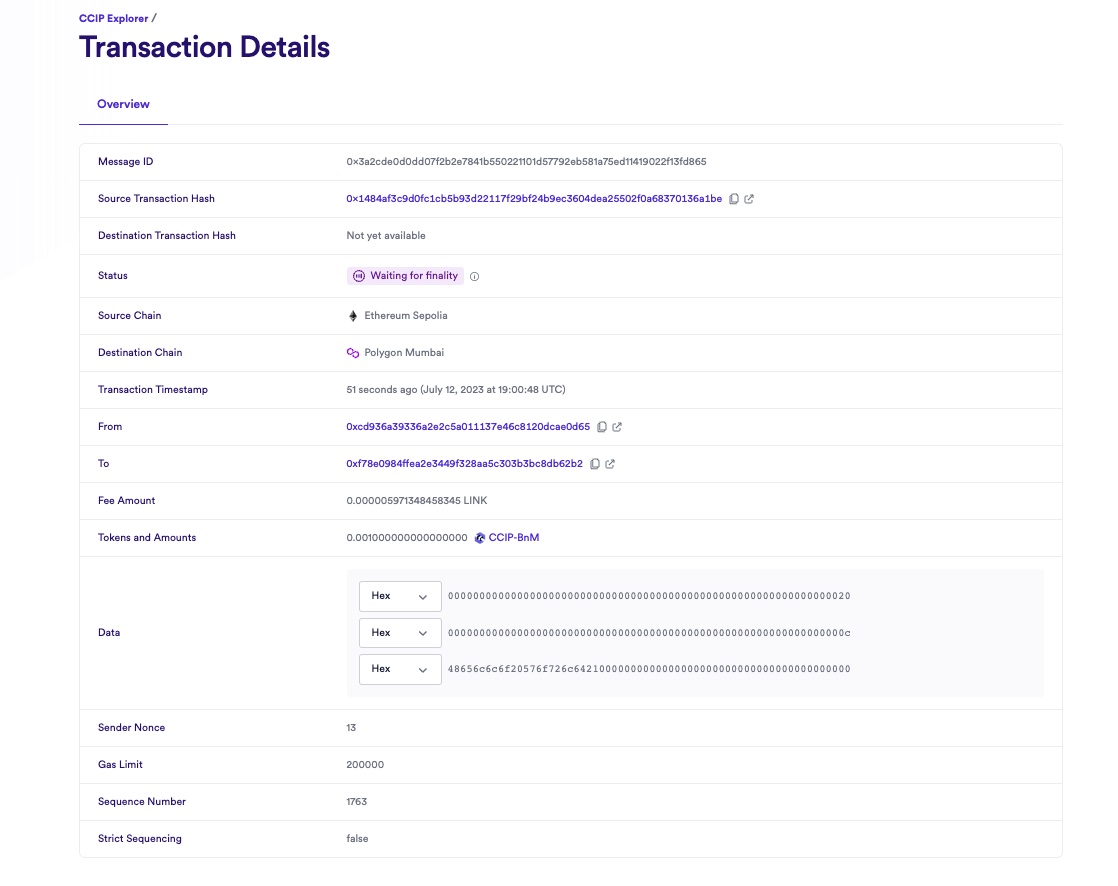 CCIP Explorer /
Transaction Details
Overview
Message ID 0×3a2cde0d0dd07f2b2e7841b550221101d57792eb581a75ed11419022f13fd865
Source Transaction Hash 0×1484af3c9d0fc1cb5b93d22117f29bf24b9ec3604dea25502f0a68370136a1be
Destination Transaction Hash Not yet available
Status Waiting for finality
Source Chain Ethereum Sepolia
Destination Chain Polygon Mumbai
Transaction Timestamp 51 seconds ago (July 12, 2023 at 19:00:48 UTC)
From 0xcd936a39336a2e2c5a011137e46c8120dcae0d65
To 0xf78e0984ffea2e3449f328aa5c303b3bc8db62b2
Fee Amount 0.000005971348458345 LINK
Tokens and Amounts 0.001000000000000000 CCIP-BnM
Hex 0000000000000000000000000000000000000000000000000000000000000020
Data Hex 000000000000000000000000000000000000000000000000000000000000000c
Hex 48656c6c6f20576f726c64210000000000000000000000000000000000000000
Sender Nonce 13
Gas Limit 200000
Sequence Number 1763
Strict Sequencing false